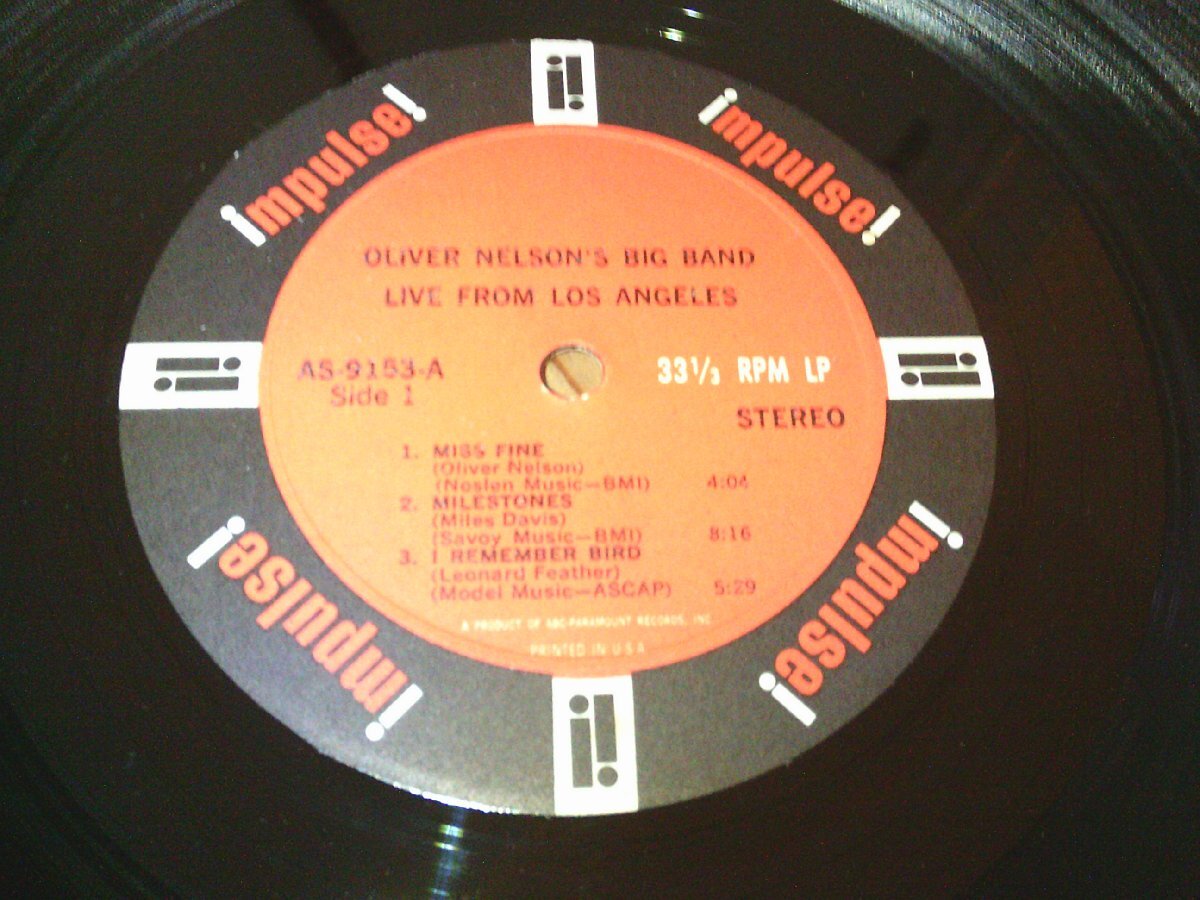 impulse!
impulse!
OLIVER NELSON'S BIG BAND
LIVE FROM LOS ANGELES
AS-9153-A
Side 1
33 1/3 RPM LP
STEREO
1. MISS FINE
(Oliver Nelson)
(Noslen Music—BMI) 4:04
2. MILESTONES
(Miles Davis)
(Savoy Music—BMI) 8:16
3. I REMEMBER BIRD
(Leonard Feather)
(Model Music—ASCAP) 5:29
A PRODUCT OF ABC-PARAMOUNT RECORDS, INC.
PRINTED IN U.S.A.
impulse!
impulse!